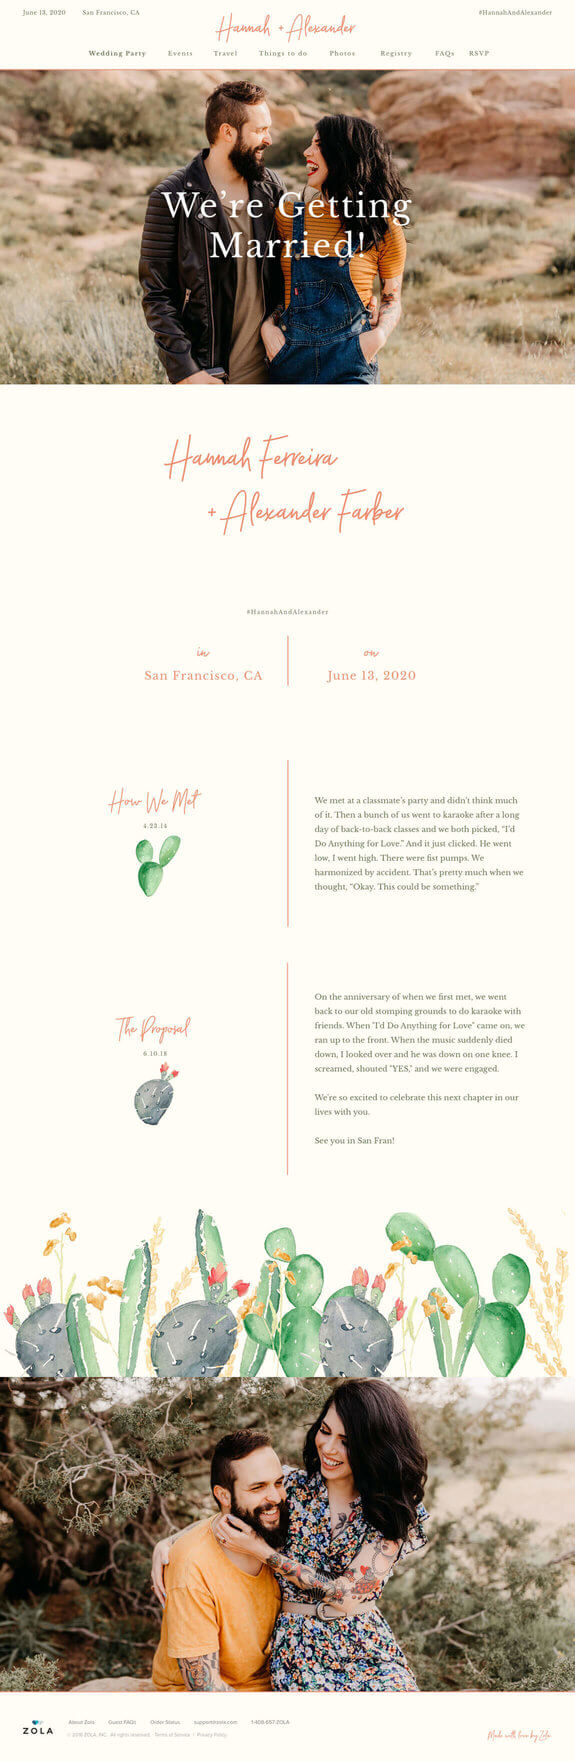 June 13, 2020 San Francisco, CA
Hannah + Alexander
#HannahAndAlexander
Wedding Party Events Travel Things to do Photos Registry FAQs RSVP
We're Getting
Married!
Hannah Ferreira
+ Alexander Farber
#HannahAndAlexander
in
San Francisco, CA
on
June 13, 2020
How We Met
4.23.14
We met at a classmate's party and didn't think much
of it. Then a bunch of us went to karaoke after a long
day of back-to-back classes and we both picked, "I'd
Do Anything for Love." And it just clicked. He went
low, I went high. There were fist pumps. We
harmonized by accident. That's pretty much when we
thought, "Okay. This could be something."
The Proposal
6.10.18
On the anniversary of when we first met, we went
back to our old stomping grounds to do karaoke with
friends. When "I'd Do Anything for Love" came on, we
ran up to the front. When the music suddenly died
down, I looked over and he was down on one knee. I
screamed, shouted "YES," and we were engaged.
We're so excited to celebrate this next chapter in our
lives with you.
See you in San Fran!
ZOLA
About Zola Guest FAQs Order Status support@zola.com 1-408-657-ZOLA
© 2018 ZOLA, INC. All rights reserved. Terms of Service | Privacy Policy
Made with love by Zola